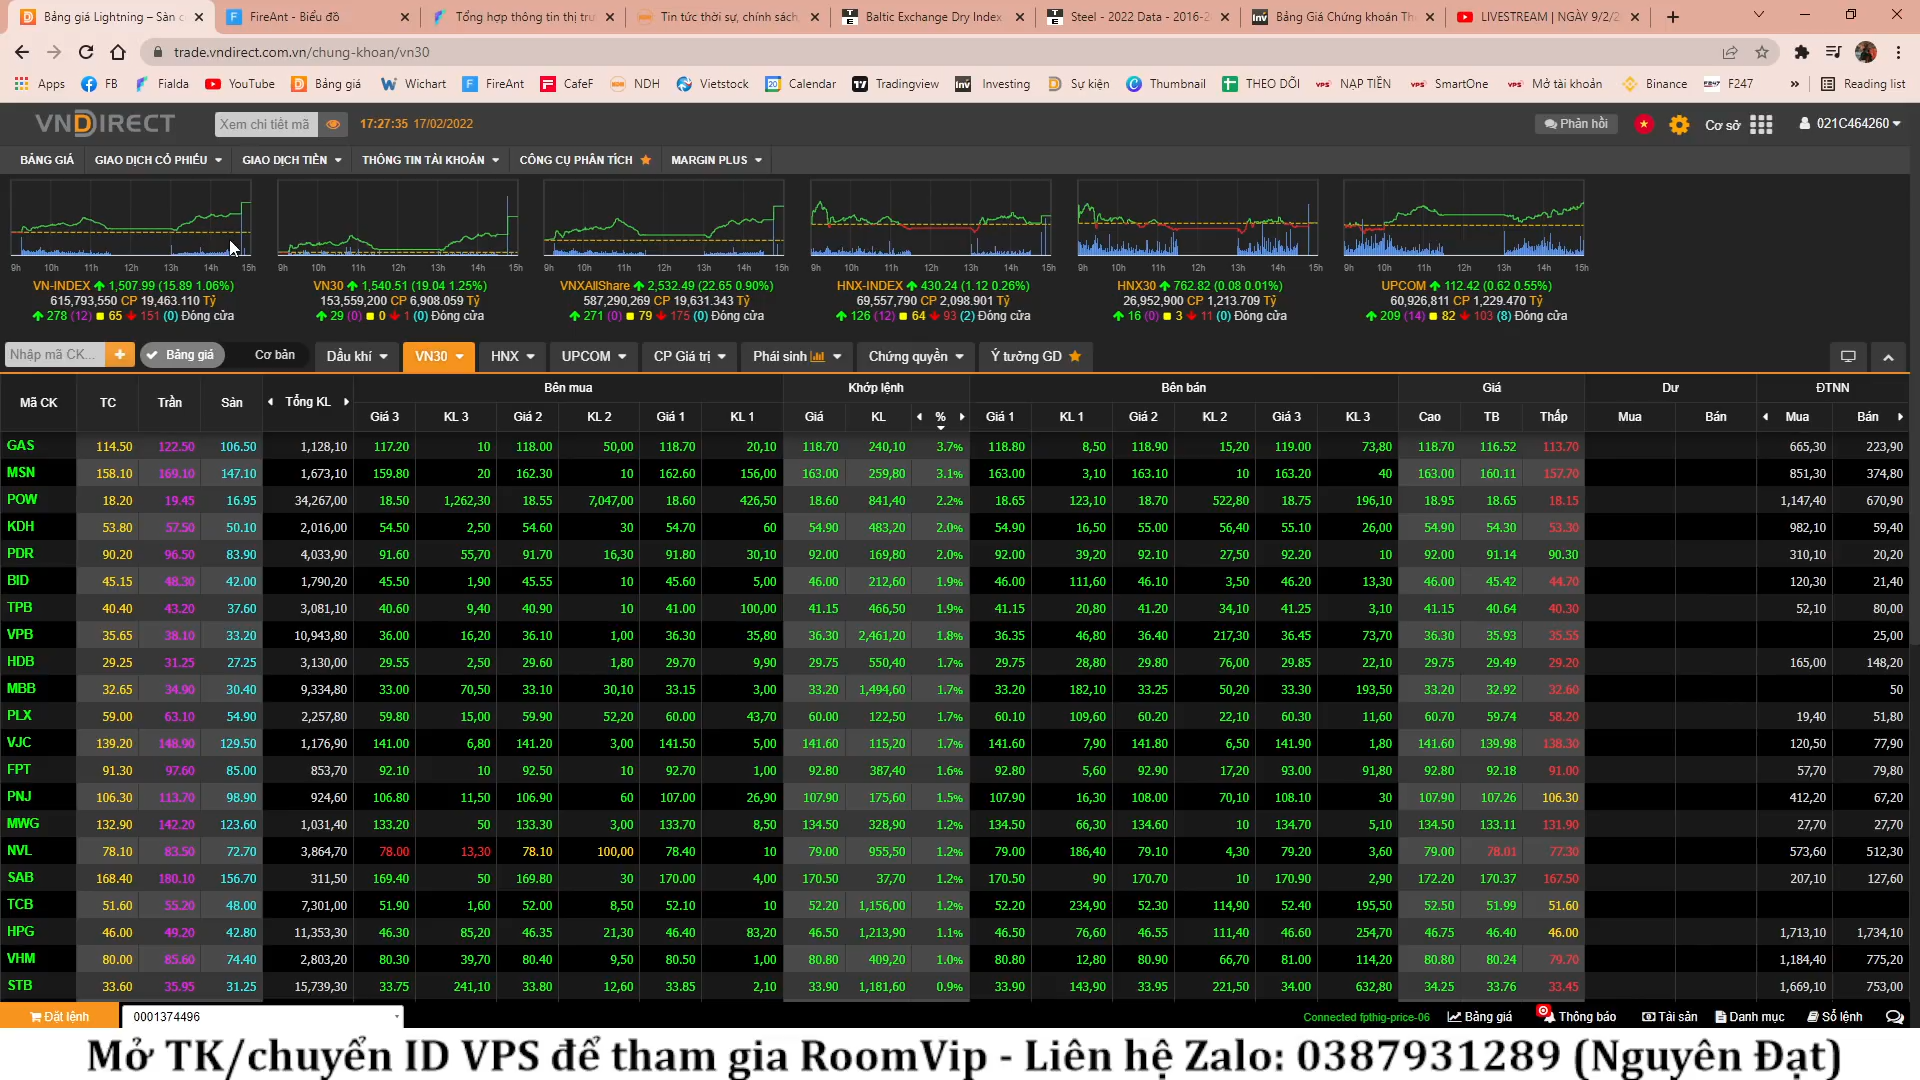 Bảng giá Lightning – Sàn c
FireAnt - Biểu đồ
Tổng hợp thông tin thị trư
Tin tức thời sự, chính sách,
Baltic Exchange Dry Index
Steel - 2022 Data - 2016-2
Bảng Giá Chứng khoán Th
LIVESTREAM | NGÀY 9/2/2
trade.vndirect.com.vn/chung-khoan/vn30
Apps FB Fialda YouTube Bảng giá Wichart FireAnt CafeF NDH Vietstock Calendar Tradingview Investing Sự kiện Thumbnail THEO DÕI NẠP TIỀN SmartOne Mở tài khoản Binance F247 » Reading list
VNDIRECT Xem chi tiết mã 17:27:35 17/02/2022 Phản hồi Cơ sở 021C464260
BẢNG GIÁ GIAO DỊCH CỔ PHIẾU GIAO DỊCH TIỀN THÔNG TIN TÀI KHOẢN CÔNG CỤ PHÂN TÍCH MARGIN PLUS
9h 10h 11h 12h 13h 14h 15h 9h 10h 11h 12h 13h 14h 15h 9h 10h 11h 12h 13h 14h 15h 9h 10h 11h 12h 13h 14h 15h 9h 10h 11h 12h 13h 14h 15h 9h 10h 11h 12h 13h 14h 15h
VN-INDEX 1,507.99 (15.89 1.06%) VN30 1,540.51 (19.04 1.25%) VNXAllShare 2,532.49 (22.65 0.90%) HNX-INDEX 430.24 (1.12 0.26%) HNX30 762.82 (0.08 0.01%) UPCOM 112.42 (0.62 0.55%)
615,793,550 CP 19,463.110 Tỷ 153,559,200 CP 6,908.059 Tỷ 587,290,269 CP 19,631.343 Tỷ 69,557,790 CP 2,098.901 Tỷ 26,952,900 CP 1,213.709 Tỷ 60,926,811 CP 1,229.470 Tỷ
278 (12) 65 151 (0) Đóng cửa 29 (0) 0 1 (0) Đóng cửa 271 (0) 79 175 (0) Đóng cửa 126 (12) 64 93 (2) Đóng cửa 16 (0) 3 11 (0) Đóng cửa 209 (14) 82 103 (8) Đóng cửa
Nhập mã CK... + Bảng giá Cơ bản Dầu khí VN30 HNX UPCOM CP Giá trị Phái sinh Chứng quyền Ý tưởng GD
Mã CK TC Trần Sàn Tổng KL Bên mua Khớp lệnh Bên bán Giá Dư ĐTNN
Giá 3 KL 3 Giá 2 KL 2 Giá 1 KL 1 Giá KL % Giá 1 KL 1 Giá 2 KL 2 Giá 3 KL 3 Cao TB Thấp Mua Bán Mua Bán
GAS 114.50 122.50 106.50 1,128,10 117.20 10 118.00 50,00 118.70 20,10 118.70 240,10 3.7% 118.80 8,50 118.90 15,20 119.00 73,80 118.70 116.52 113.70 665,30 223,90
MSN 158.10 169.10 147.10 1,673,10 159.80 20 162.30 10 162.60 156,00 163.00 259,80 3.1% 163.00 3,10 163.10 10 163.20 40 163.00 160.11 157.70 851,30 374,80
POW 18.20 19.45 16.95 34,267,00 18.50 1,262,30 18.55 7,047,00 18.60 426,50 18.60 841,40 2.2% 18.65 123,10 18.70 522,80 18.75 196,10 18.95 18.65 18.15 1,147,40 670,90
KDH 53.80 57.50 50.10 2,016,00 54.50 2,50 54.60 30 54.70 60 54.90 483,20 2.0% 54.90 16,50 55.00 56,40 55.10 26,00 54.90 54.30 53.30 982,10 59,40
PDR 90.20 96.50 83.90 4,033,90 91.60 55,70 91.70 16,30 91.80 30,10 92.00 169,80 2.0% 92.00 39,20 92.10 27,50 92.20 10 92.00 91.14 90.30 310,10 20,20
BID 45.15 48.30 42.00 1,790,20 45.50 1,90 45.55 10 45.60 5,00 46.00 212,60 1.9% 46.00 111,60 46.10 3,50 46.20 13,30 46.00 45.42 44.70 120,30 21,40
TPB 40.40 43.20 37.60 3,081,10 40.60 9,40 40.90 10 41.00 100,00 41.15 466,50 1.9% 41.15 20,80 41.20 34,10 41.25 3,10 41.15 40.64 40.30 52,10 80,00
VPB 35.65 38.10 33.20 10,943,80 36.00 16,20 36.10 1,00 36.30 35,80 36.30 2,461,20 1.8% 36.35 46,80 36.40 217,30 36.45 73,70 36.30 35.93 35.55 25,00
HDB 29.25 31.25 27.25 3,130,00 29.55 2,50 29.60 1,80 29.70 9,90 29.75 550,40 1.7% 29.75 28,80 29.80 76,00 29.85 22,10 29.75 29.49 29.20 165,00 148,20
MBB 32.65 34.90 30.40 9,334,80 33.00 70,50 33.10 30,10 33.15 3,00 33.20 1,494,60 1.7% 33.20 182,10 33.25 50,20 33.30 193,50 33.20 32.92 32.60 50
PLX 59.00 63.10 54.90 2,257,80 59.80 15,00 59.90 52,20 60.00 43,70 60.00 122,50 1.7% 60.10 109,60 60.20 22,10 60.30 11,60 60.70 59.74 58.20 19,40 51,80
VJC 139.20 148.90 129.50 1,176,90 141.00 6,80 141.20 3,00 141.50 5,00 141.60 115,20 1.7% 141.60 7,90 141.80 6,50 141.90 1,80 141.60 139.98 138.30 120,50 77,90
FPT 91.30 97.60 85.00 853,70 92.10 10 92.50 10 92.70 1,00 92.80 387,40 1.6% 92.80 5,60 92.90 17,20 93.00 91,80 92.80 92.18 91.00 57,70 79,80
PNJ 106.30 113.70 98.90 924,60 106.80 11,50 106.90 60 107.00 26,90 107.90 175,60 1.5% 107.90 16,30 108.00 70,10 108.10 30 107.90 107.26 106.30 412,20 67,20
MWG 132.90 142.20 123.60 1,031,40 133.20 50 133.30 3,00 133.70 8,50 134.50 328,90 1.2% 134.50 66,30 134.60 10 134.70 5,10 134.50 133.11 131.90 27,70 27,70
NVL 78.10 83.50 72.70 3,864,70 78.00 13,30 78.10 100,00 78.40 10 79.00 955,50 1.2% 79.00 186,40 79.10 4,30 79.20 3,60 79.00 78.01 77.30 573,60 512,30
SAB 168.40 180.10 156.70 311,50 169.40 50 169.80 30 170.00 4,00 170.50 37,70 1.2% 170.50 90 170.70 10 170.90 2,90 172.20 170.37 167.50 207,10 127,60
TCB 51.60 55.20 48.00 7,301,00 51.90 1,60 52.00 8,50 52.10 10 52.20 1,156,00 1.2% 52.20 234,90 52.30 114,90 52.40 195,50 52.50 51.99 51.60
HPG 46.00 49.20 42.80 11,353,30 46.30 85,20 46.35 21,30 46.40 83,20 46.50 1,213,90 1.1% 46.50 76,60 46.55 111,40 46.60 254,70 46.75 46.40 46.00 1,713,10 1,734,10
VHM 80.00 85.60 74.40 2,803,20 80.30 39,70 80.40 9,50 80.50 1,00 80.80 409,20 1.0% 80.80 12,80 80.90 66,70 81.00 114,20 80.80 80.24 79.70 1,184,40 775,20
STB 33.60 35.95 31.25 15,739,30 33.75 241,10 33.80 12,60 33.85 2,10 33.90 1,181,60 0.9% 33.90 143,90 33.95 221,50 34.00 632,80 34.25 33.76 33.45 1,669,10 753,00
Đặt lệnh 0001374496 Connected fpthig-price-06 Bảng giá Thông báo Tài sản Danh mục Sổ lệnh
Mở TK/chuyển ID VPS để tham gia RoomVip - Liên hệ Zalo: 0387931289 (Nguyên Đạt)